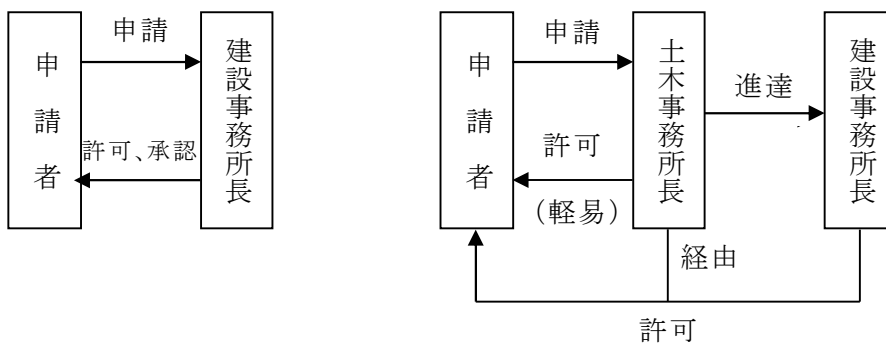 申請者
申請
許可、承認
建設事務所長
申請者
申請
許可
(軽易)
土木事務所長
進達
建設事務所長
経由
許可